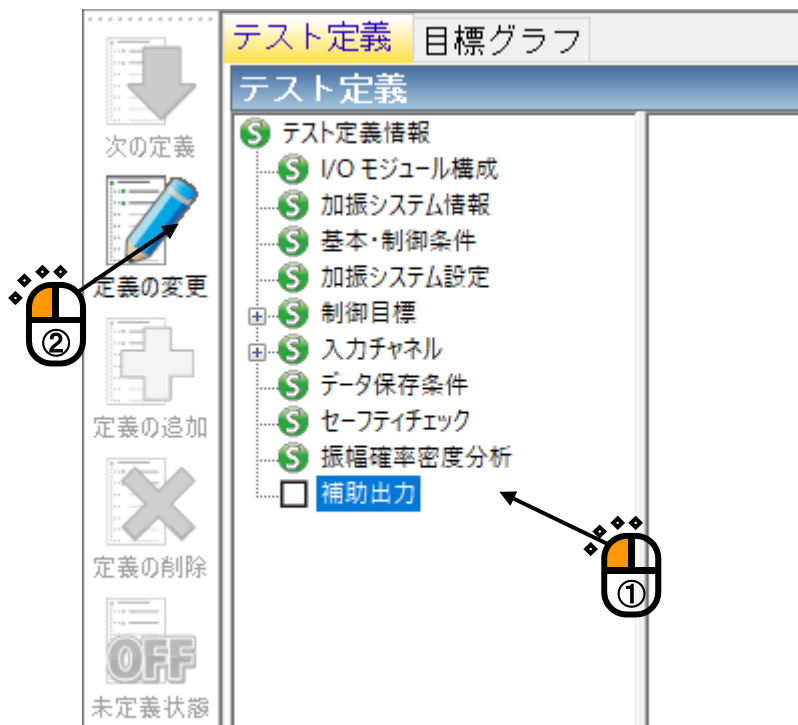 テスト定義
目標グラフ
テスト定義
次の定義
定義の変更
②
定義の追加
定義の削除
OFF
未定義状態
S テスト定義情報
S I/O モジュール構成
S 加振システム情報
S 基本・制御条件
S 加振システム設定
S 制御目標
S 入力チャネル
S データ保存条件
S セーフティチェック
S 振幅確率密度分析
補助出力
①